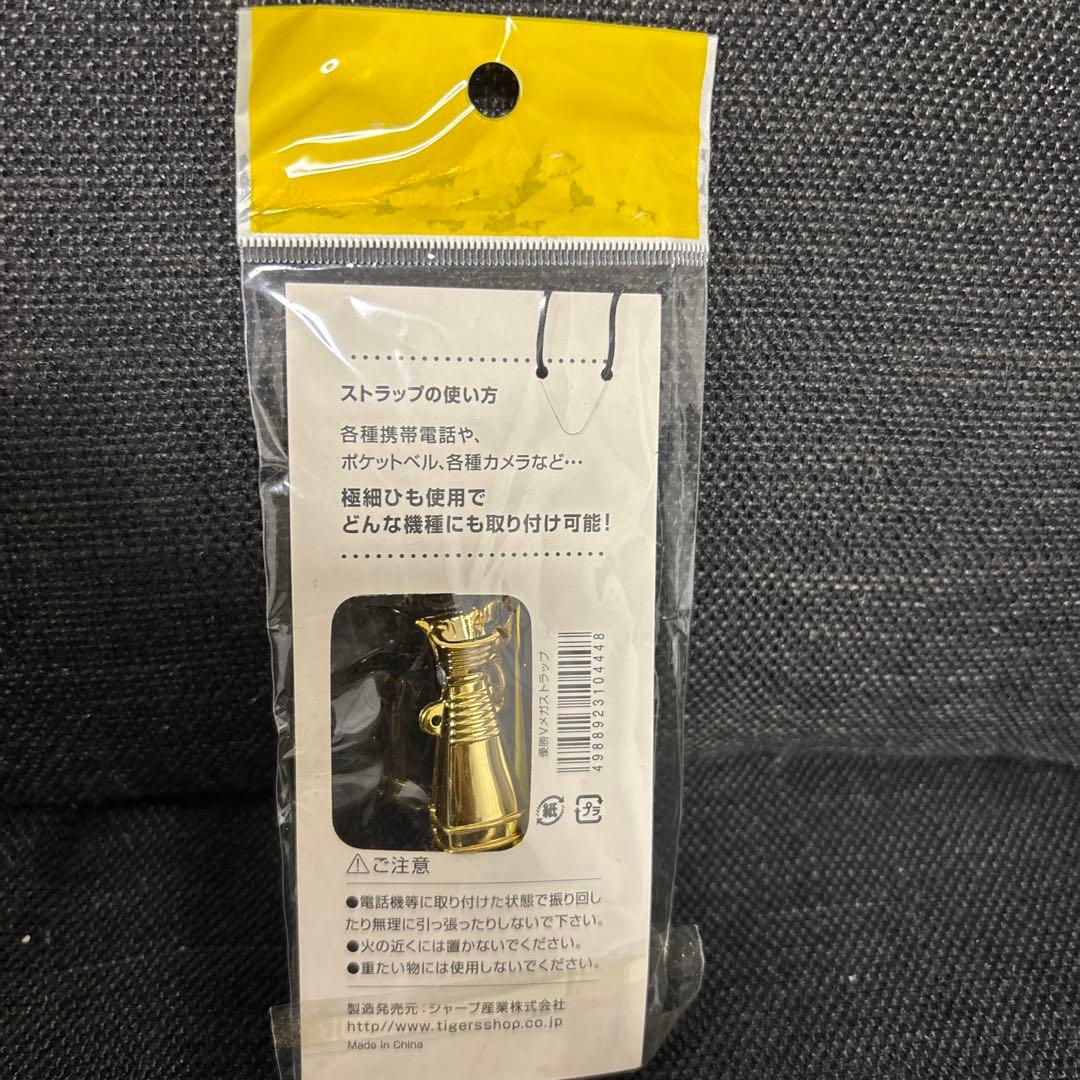 ストラップの使い方
各種携帯電話や、
ポケットベル、各種カメラなど…
極細ひも使用で
どんな機種にも取り付け可能！
優勝Vメガストラップ
4988923104448
紙
プラ
⚠ご注意
●電話機等に取り付けた状態で振り回し
たり無理に引っ張ったりしないで下さい。
●火の近くには置かないでください。
●重たい物には使用しないでください。
製造発売元：シャープ産業株式会社
http//www.tigersshop.co.jp
Made in China